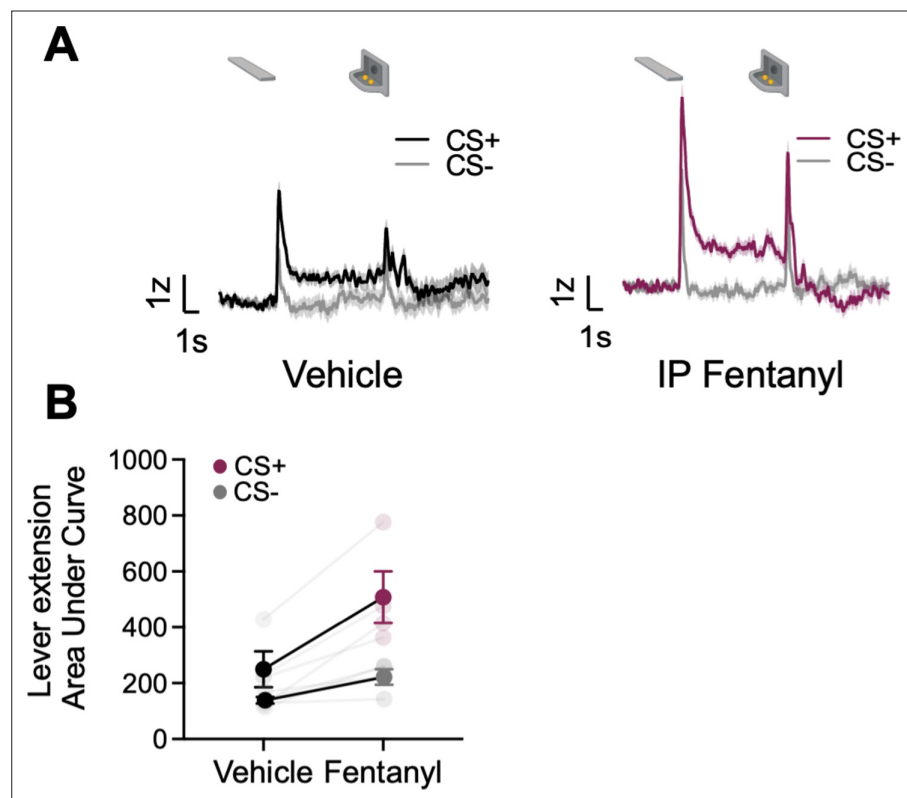 A
CS+
CS-
1z
1s
Vehicle
CS+
CS-
1z
1s
IP Fentanyl
B
Lever extension
Area Under Curve
1000
800
600
400
200
0
CS+
CS-
Vehicle Fentanyl